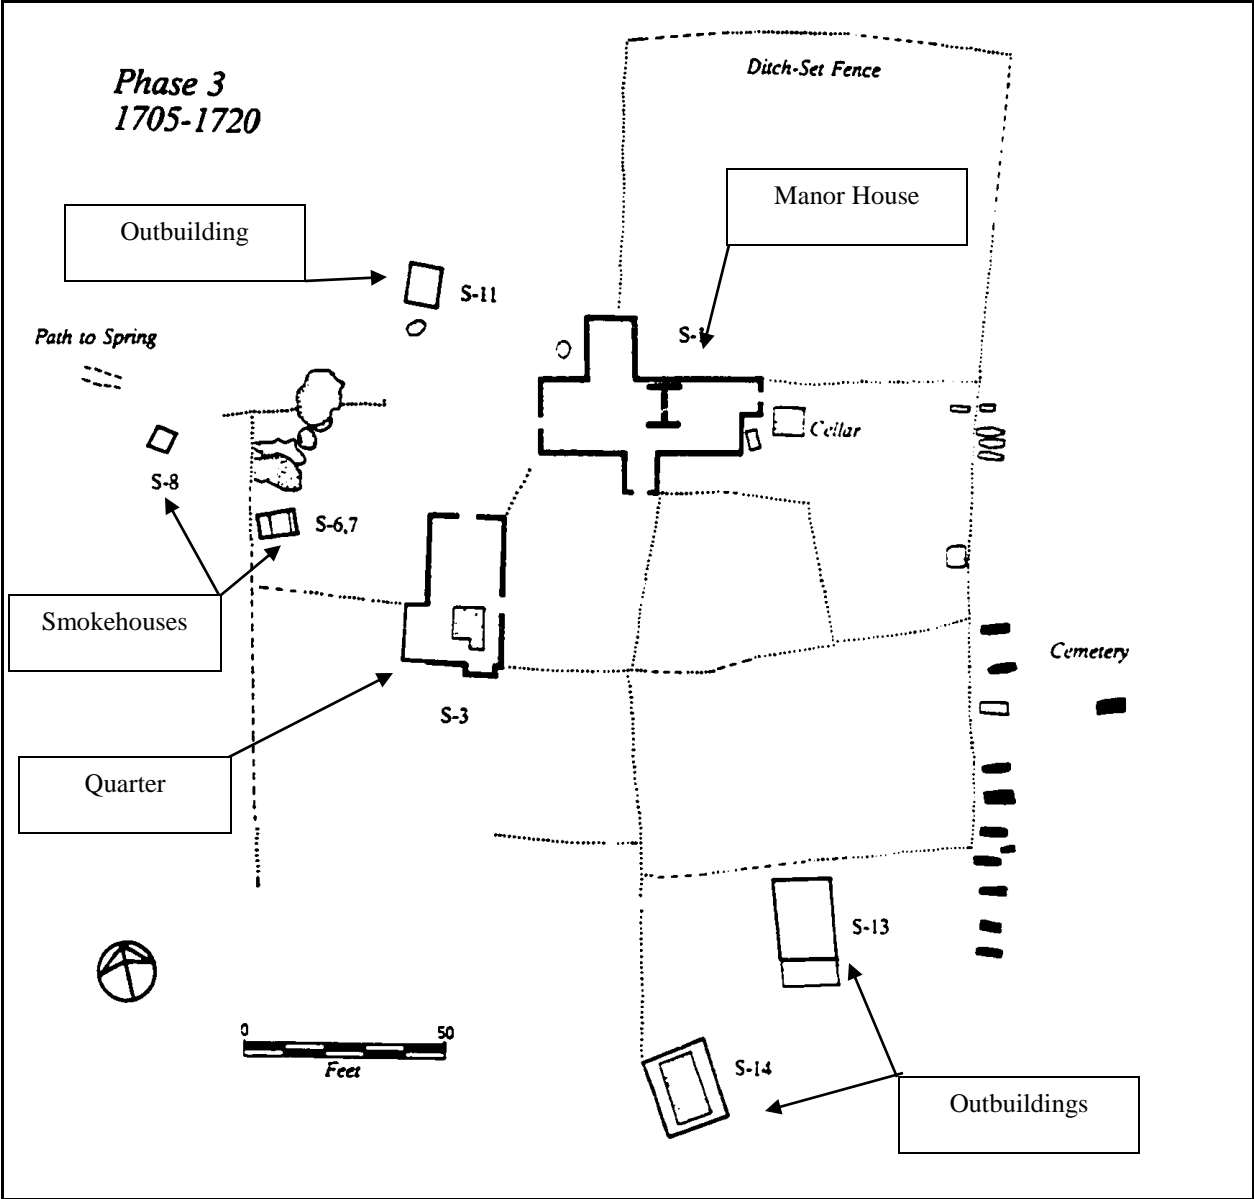 Phase 3
1705-1720
Ditch-Set Fence
Manor House
Outbuilding
S-11
S-1
Path to Spring
Cellar
S-8
S-6,7
Smokehouses
Cemetery
S-3
Quarter
S-13
0 50
Feet
S-14
Outbuildings